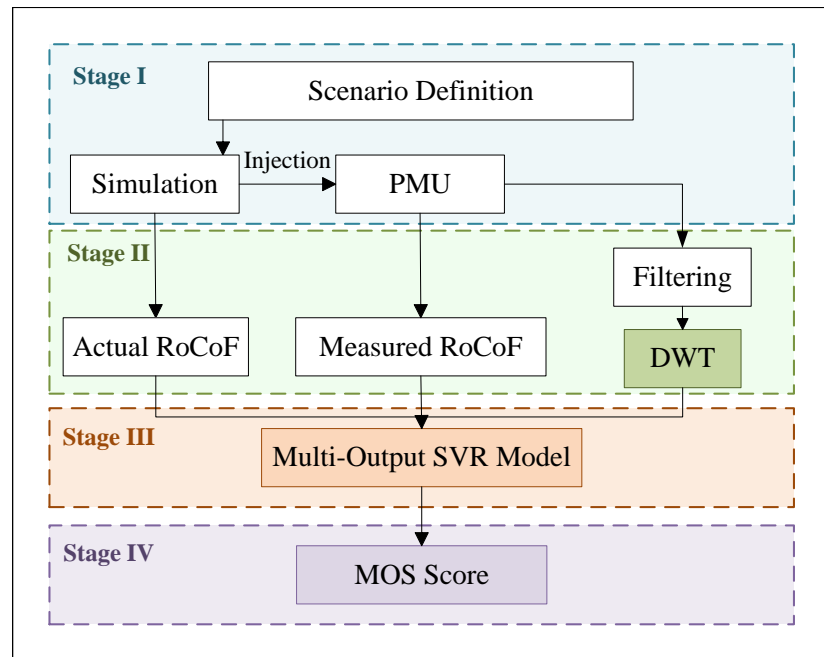 Stage I
Scenario Definition
Injection
Simulation
PMU
Stage II
Filtering
Actual RoCoF
Measured RoCoF
DWT
Stage III
Multi-Output SVR Model
Stage IV
MOS Score